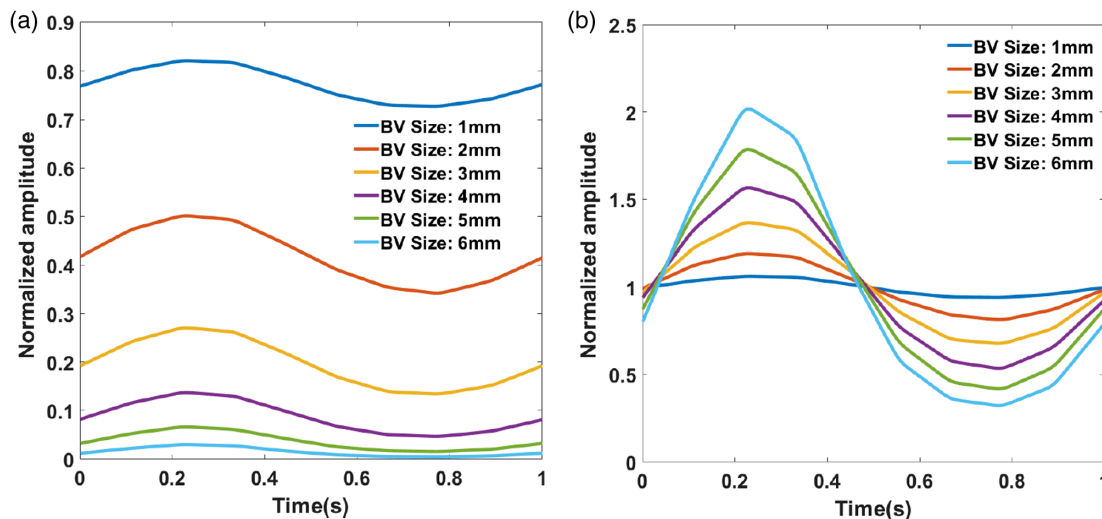 (a)
Normalized amplitude
0.9
0.8
0.7
0.6
0.5
0.4
0.3
0.2
0.1
0
BV Size: 1mm
BV Size: 2mm
BV Size: 3mm
BV Size: 4mm
BV Size: 5mm
BV Size: 6mm
0 0.2 0.4 0.6 0.8 1
Time(s)
(b)
Normalized amplitude
2.5
2
1.5
1
0.5
0
BV Size: 1mm
BV Size: 2mm
BV Size: 3mm
BV Size: 4mm
BV Size: 5mm
BV Size: 6mm
0 0.2 0.4 0.6 0.8 1
Time(s)